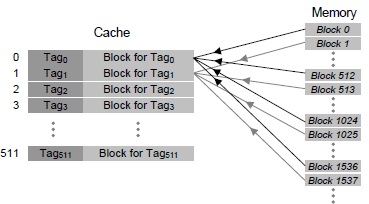 Memory
Cache
Block 0
Block 1
0 Tag0 Block for Tag0
1 Tag1 Block for Tag1
2 Tag2 Block for Tag2
3 Tag3 Block for Tag3
511 Tag511 Block for Tag511
Block 512
Block 513
Block 1024
Block 1025
Block 1536
Block 1537